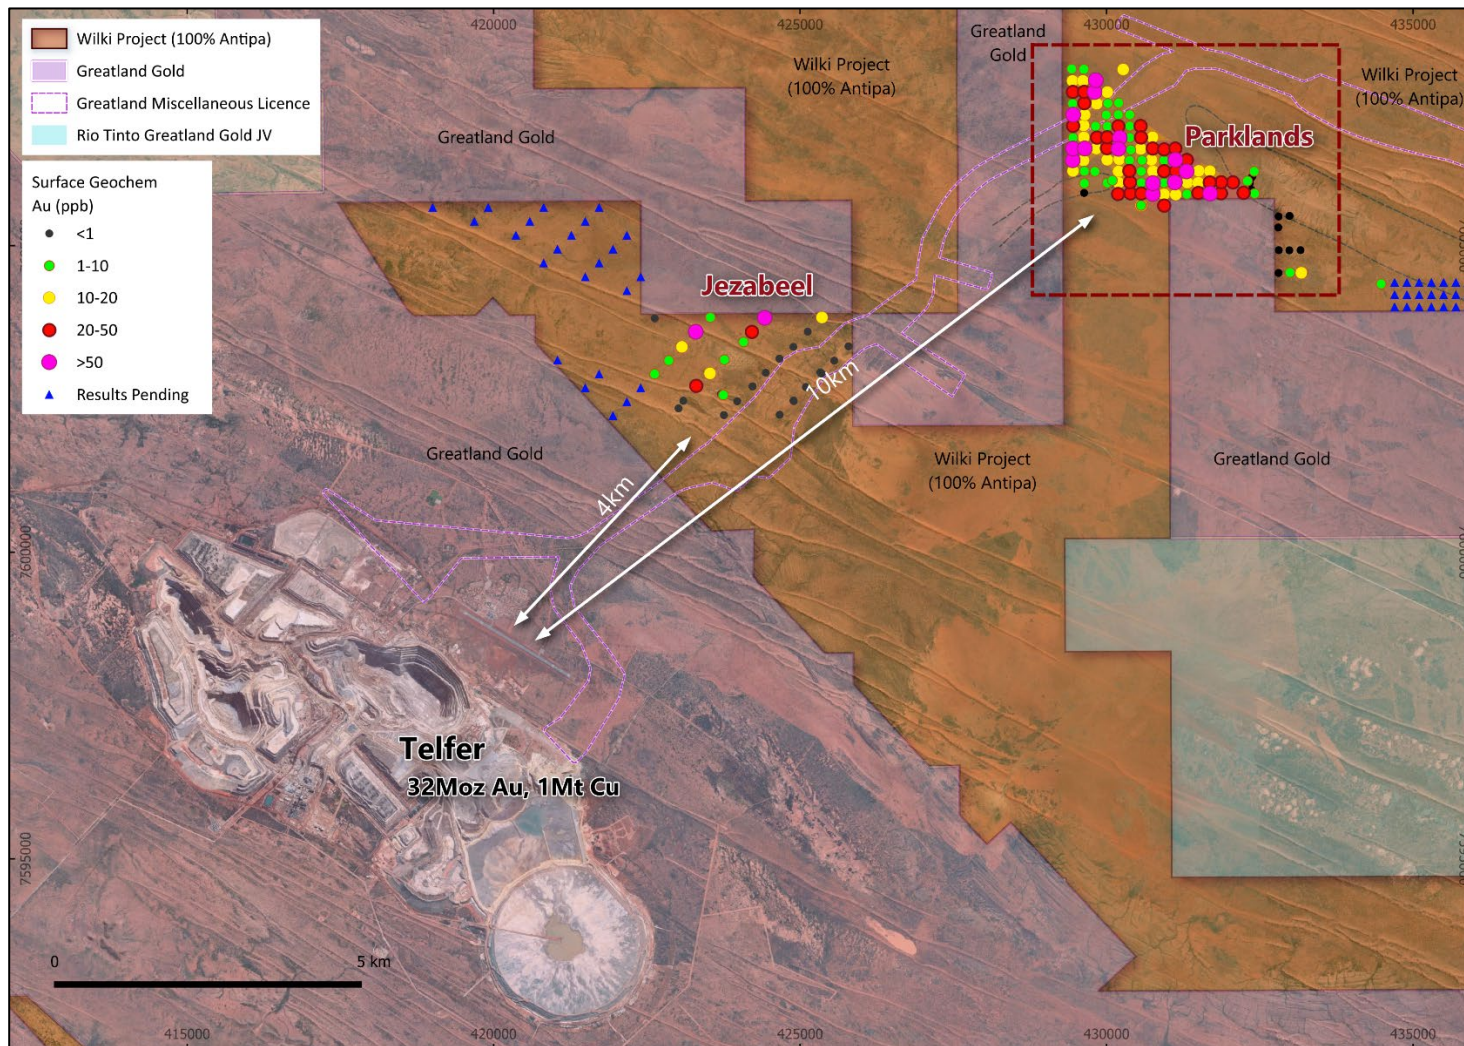 420000
425000
430000
435000
Wilki Project (100% Antipa)
Greatland Gold
Greatland Miscellaneous Licence
Rio Tinto Greatland Gold JV
Surface Geochem
Au (ppb)
<1
1-10
10-20
20-50
>50
Results Pending
Greatland
Gold
Wilki Project
(100% Antipa)
Wilki Project
(100% Antipa)
Greatland Gold
Parklands
Jezabeel
10km
4km
Greatland Gold
Wilki Project
(100% Antipa)
Greatland Gold
7600000
7600000
Telfer
32Moz Au, 1Mt Cu
7595000
0
5 km
415000
420000
425000
430000
435000